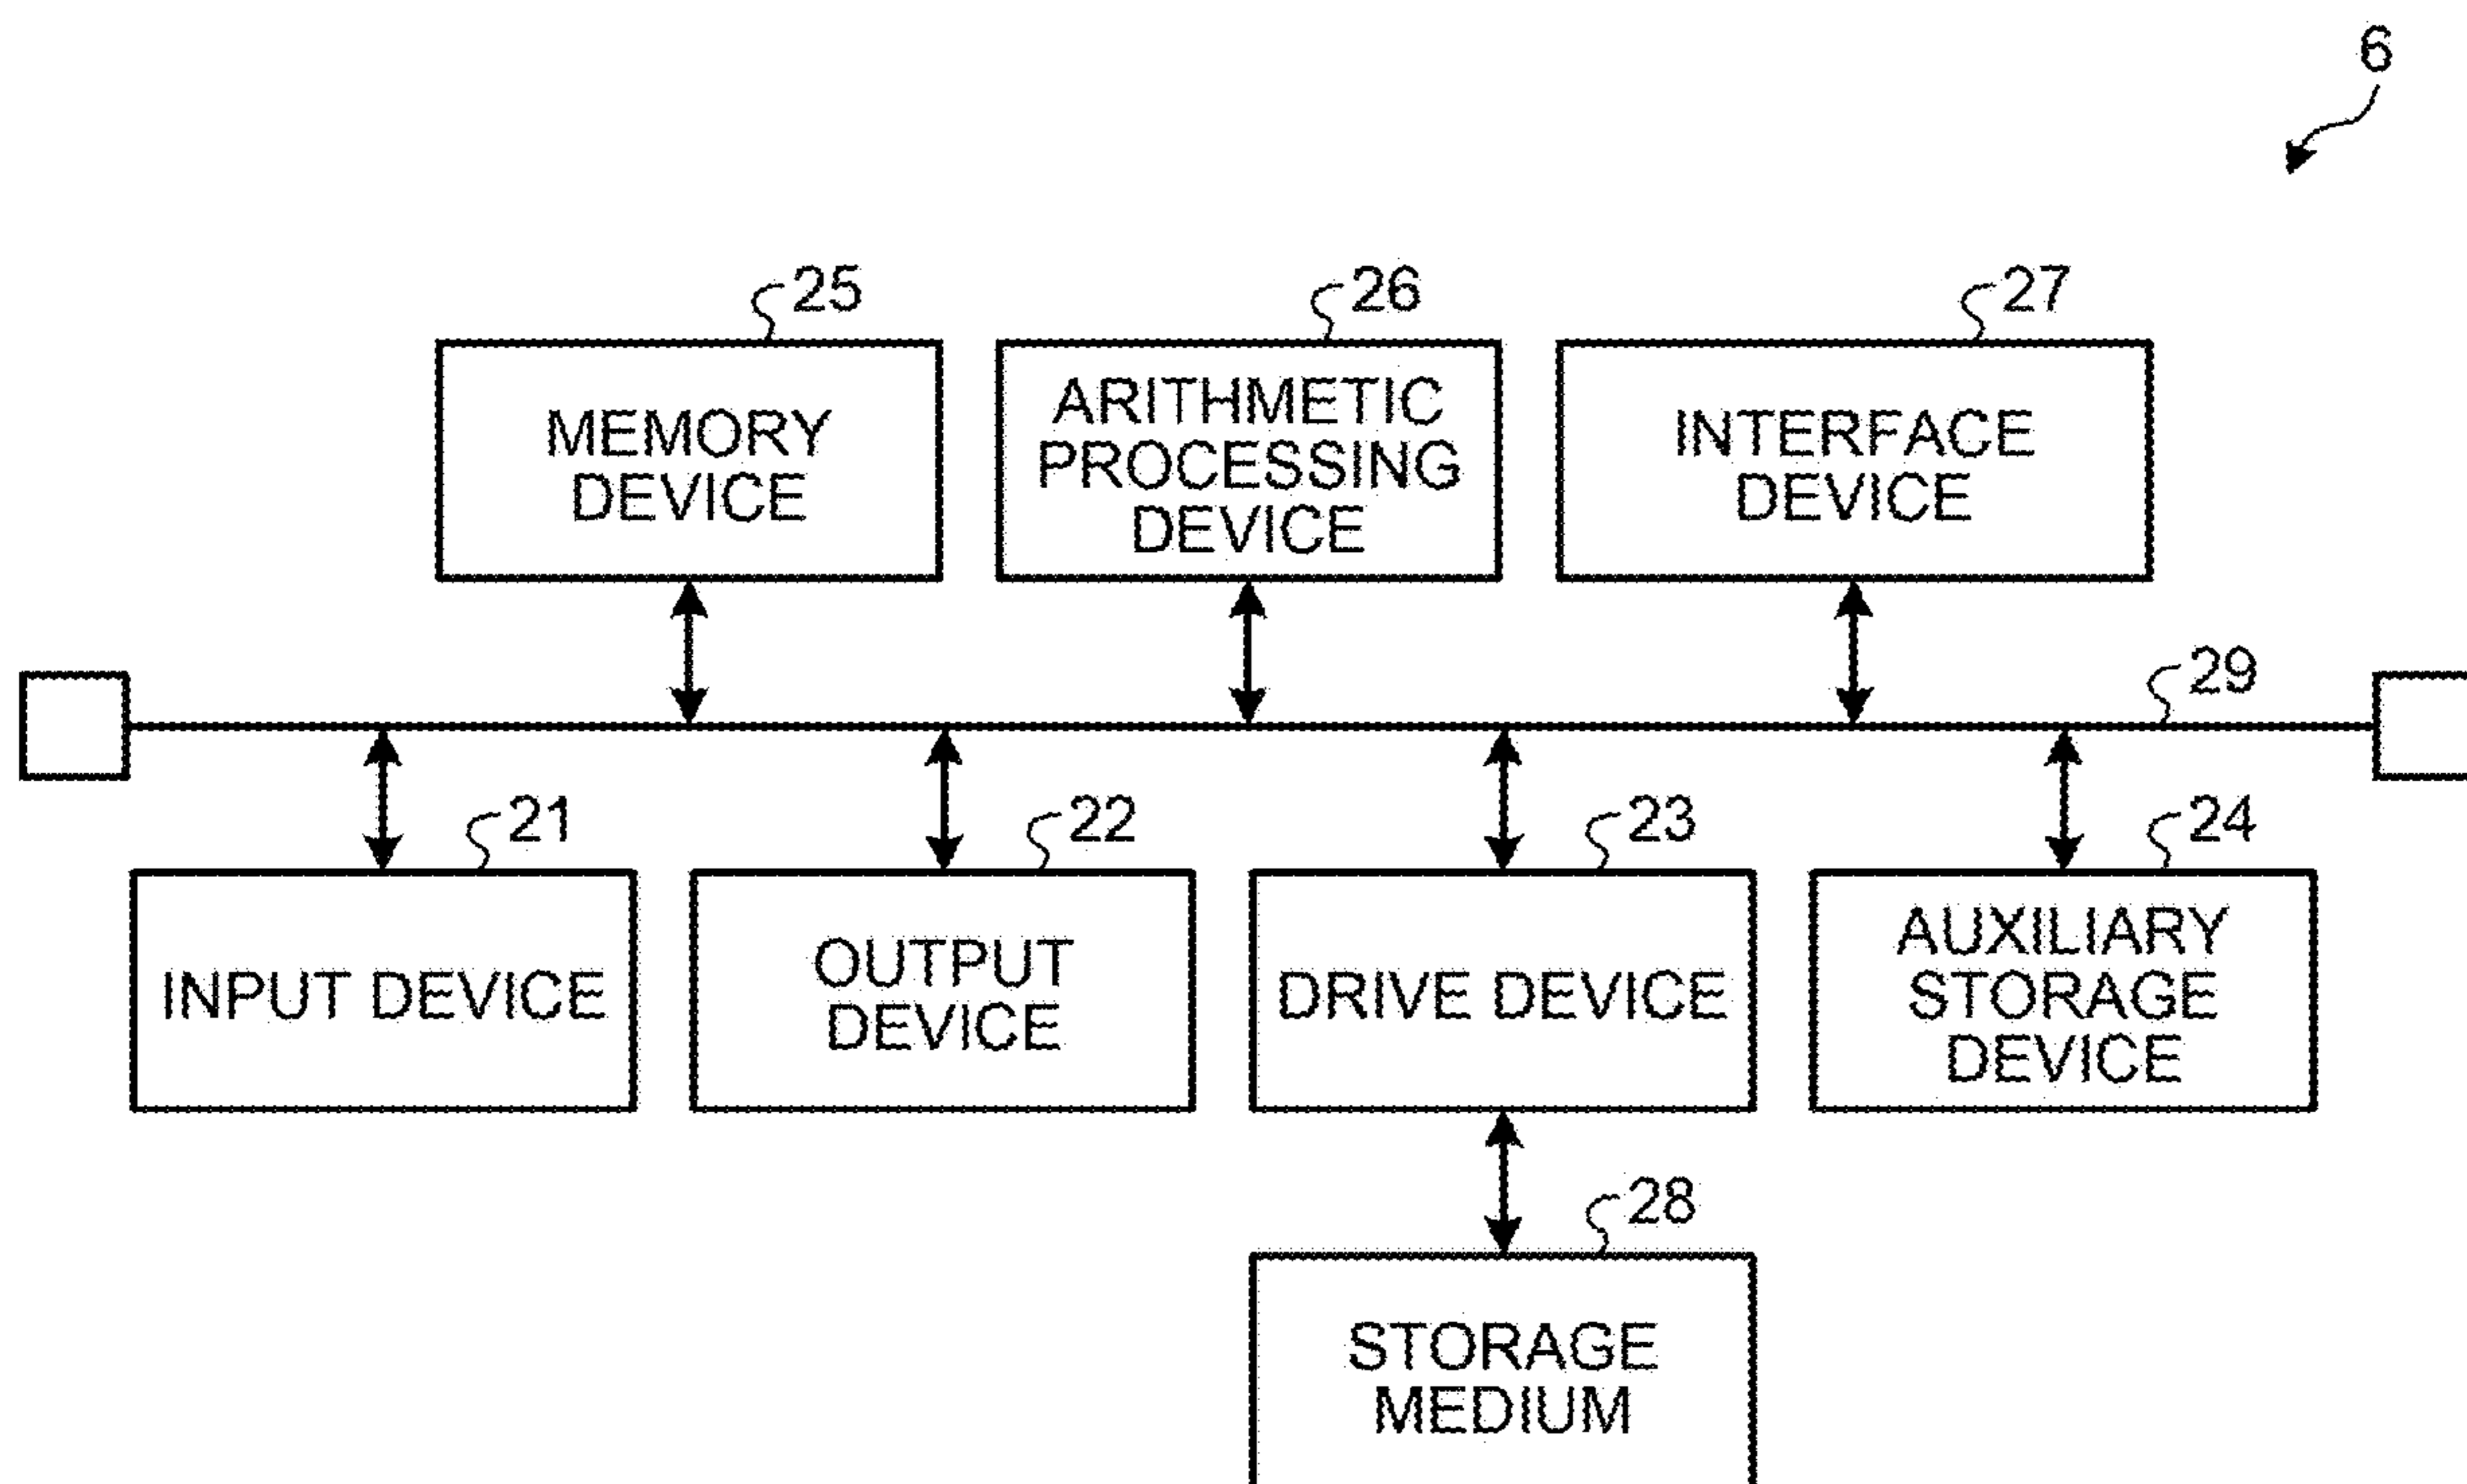 6
25
26
27
MEMORY
DEVICE
ARITHMETIC
PROCESSING
DEVICE
INTERFACE
DEVICE
29
21
22
23
24
INPUT DEVICE
OUTPUT
DEVICE
DRIVE DEVICE
AUXILIARY
STORAGE
DEVICE
28
STORAGE
MEDIUM